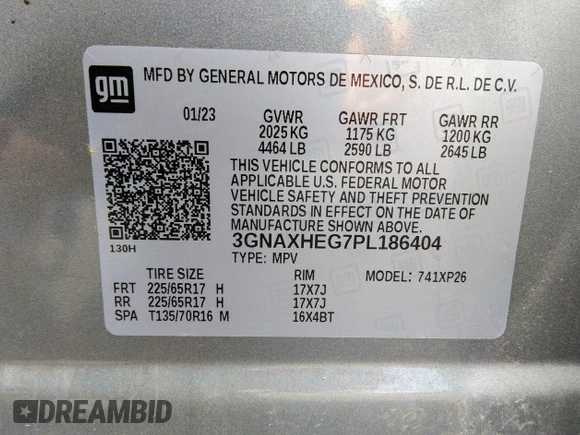 gm
MFD BY GENERAL MOTORS DE MEXICO, S. DE R.L. DE C.V.
01/23 GVWR GAWR FRT GAWR RR
2025 KG 1175 KG 1200 KG
4464 LB 2590 LB 2645 LB
THIS VEHICLE CONFORMS TO ALL
APPLICABLE U.S. FEDERAL MOTOR
VEHICLE SAFETY AND THEFT PREVENTION
STANDARDS IN EFFECT ON THE DATE OF
MANUFACTURE SHOWN ABOVE.
3GNAXHEG7PL186404
130H
TYPE: MPV
TIRE SIZE RIM MODEL: 741XP26
FRT 225/65R17 H 17X7J
RR 225/65R17 H 17X7J
SPA T135/70R16 M 16X4BT
DREAMBID